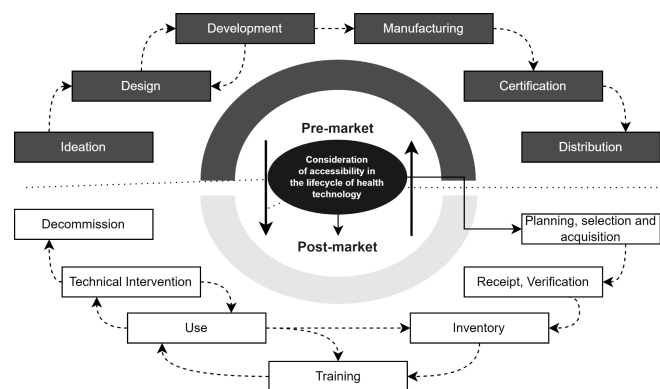 Development
Manufacturing
Design
Certification
Ideation
Distribution
Pre-market
Consideration
of accessibility in
the lifecycle of health
technology
Post-market
Decommission
Planning, selection and
acquisition
Technical Intervention
Receipt, Verification
Use
Inventory
Training